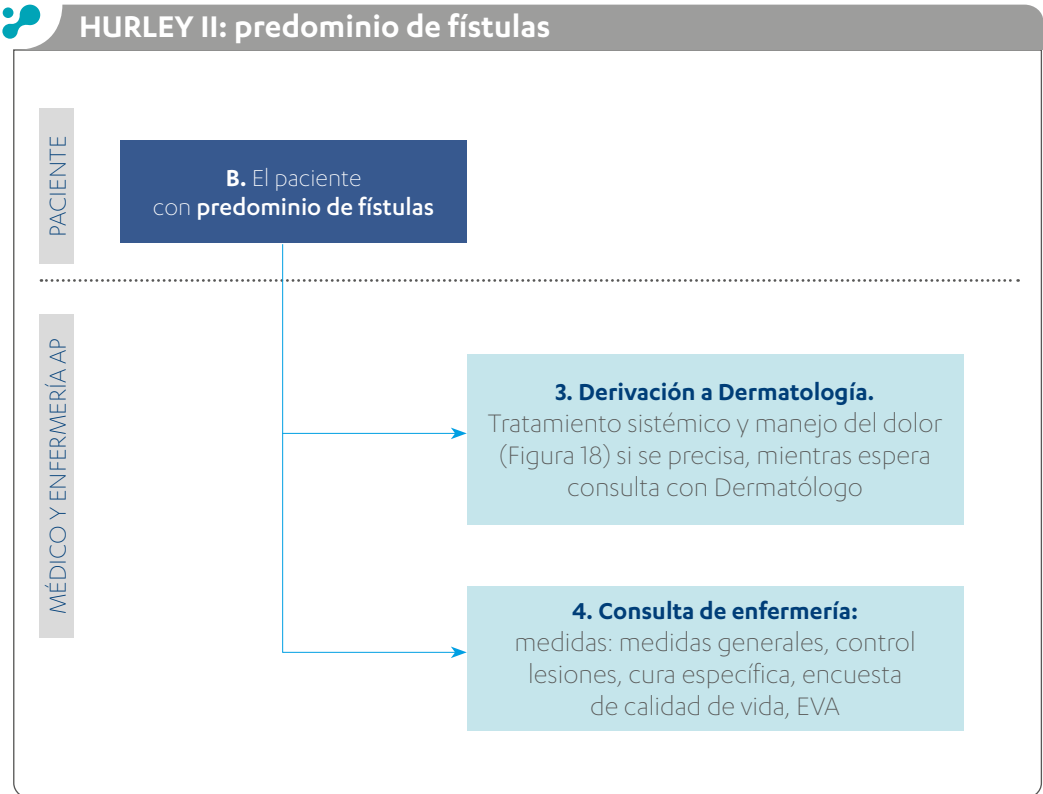 HURLEY II: predominio de fístulas
PACIENTE
B. El paciente
con predominio de fístulas
MÉDICO Y ENFERMERÍA AP
3. Derivación a Dermatología.
Tratamiento sistémico y manejo del dolor
(Figura 18) si se precisa, mientras espera
consulta con Dermatólogo
4. Consulta de enfermería:
medidas: medidas generales, control
lesiones, cura específica, encuesta
de calidad de vida, EVA